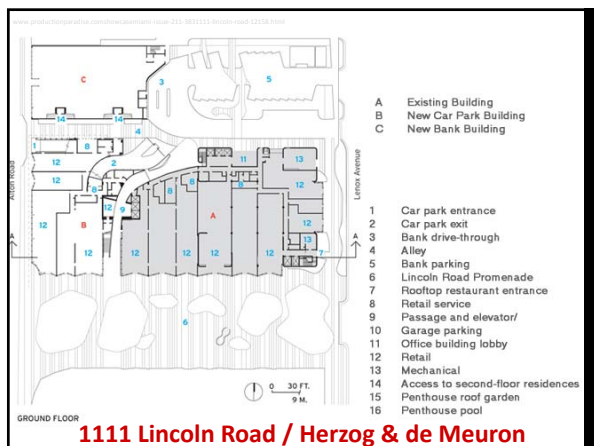 www.productionparadise.com/showcase/miami-issue-211-3831111-lincoln-road-12158.html
C
3
5
14
14
4
1
8
2
11
13
12
12
12
8
8
8
8
12
9
A
12
B
12
12
12
12
12
12
12
12
13
7
Alton Road
Lenox Avenue
A
A
6
0 30 FT.
9 M.
GROUND FLOOR
A Existing Building
B New Car Park Building
C New Bank Building
1 Car park entrance
2 Car park exit
3 Bank drive-through
4 Alley
5 Bank parking
6 Lincoln Road Promenade
7 Rooftop restaurant entrance
8 Retail service
9 Passage and elevator/
10 Garage parking
11 Office building lobby
12 Retail
13 Mechanical
14 Access to second-floor residences
15 Penthouse roof garden
16 Penthouse pool
1111 Lincoln Road / Herzog & de Meuron